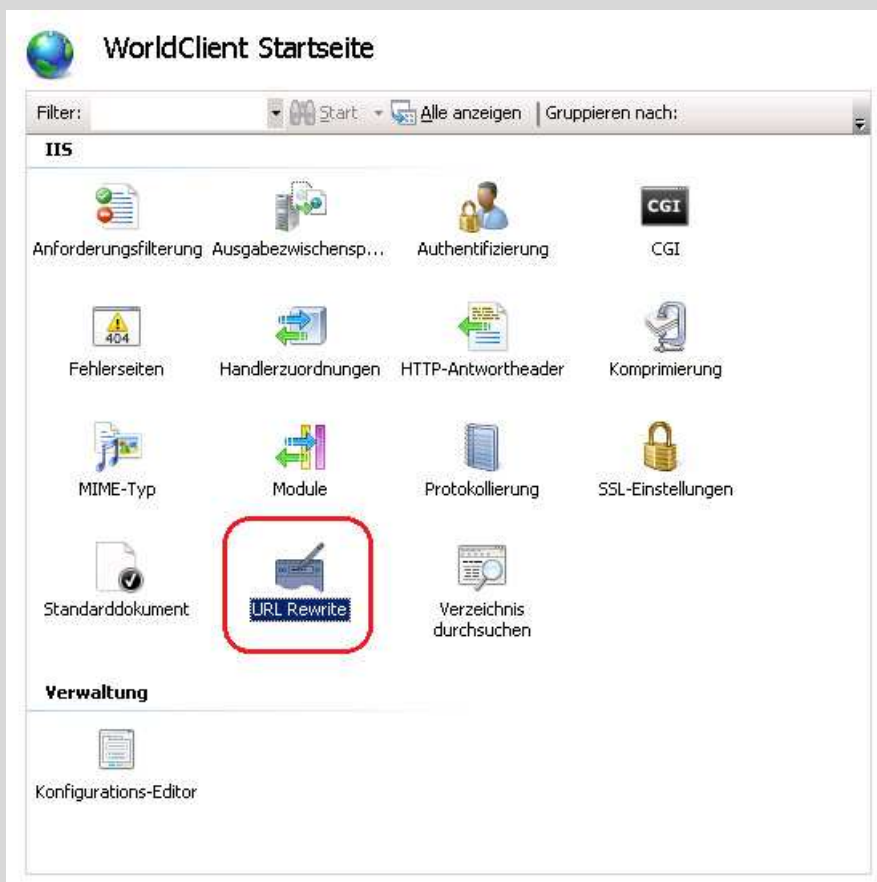 WorldClient Startseite
Filter: Start Alle anzeigen Gruppieren nach:
IIS
Anforderungsfilterung Ausgabezwischensp... Authentifizierung CGI
CGI
404
Fehlerseiten Handlerzuordnungen HTTP-Antwortheader Komprimierung
MIME-Typ Module Protokollierung SSL-Einstellungen
Standarddokument URL Rewrite Verzeichnis
durchsuchen
Verwaltung
Konfigurations-Editor